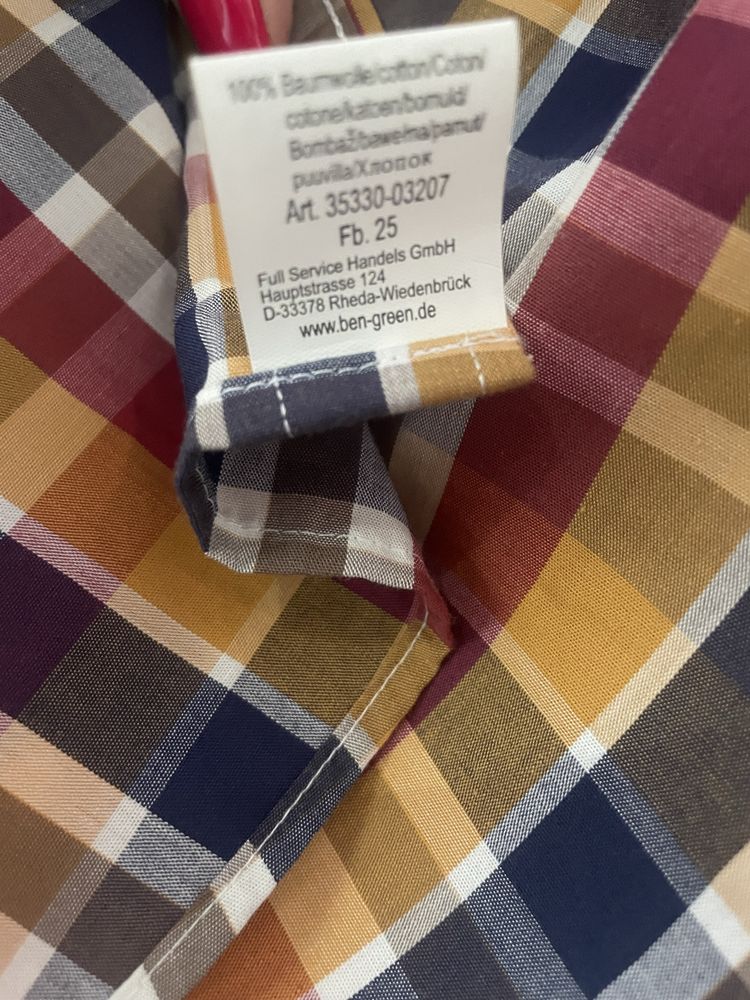 100% Baumwolle/cotton/Coton/
cotone/katoen/bomuld/
Bombaž/bawełna/pamut/
puuvilla/Хлопок
Art. 35330-03207
Fb. 25
Full Service Handels GmbH
Hauptstrasse 124
D-33378 Rheda-Wiedenbrück
www.ben-green.de